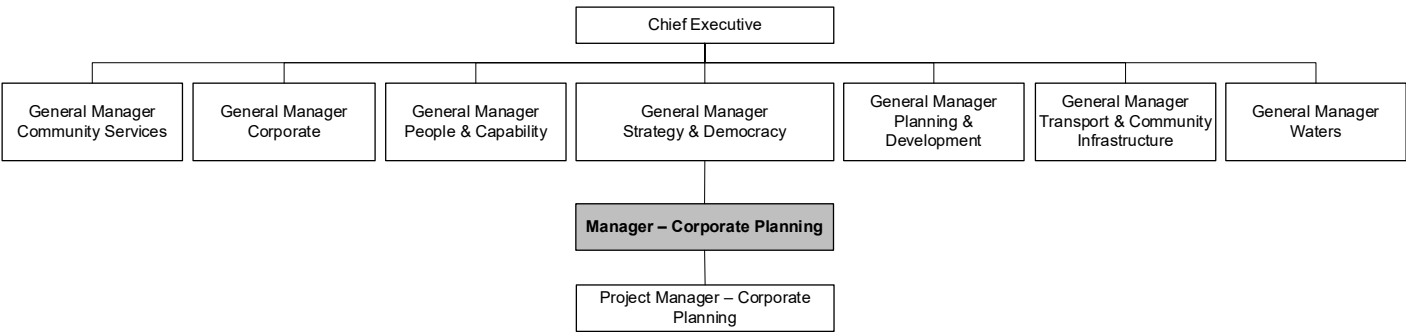 Chief Executive
General Manager
Community Services
General Manager
Corporate
General Manager
People & Capability
General Manager
Strategy & Democracy
General Manager
Planning &
Development
General Manager
Transport & Community
Infrastructure
General Manager
Waters
Manager – Corporate Planning
Project Manager – Corporate
Planning